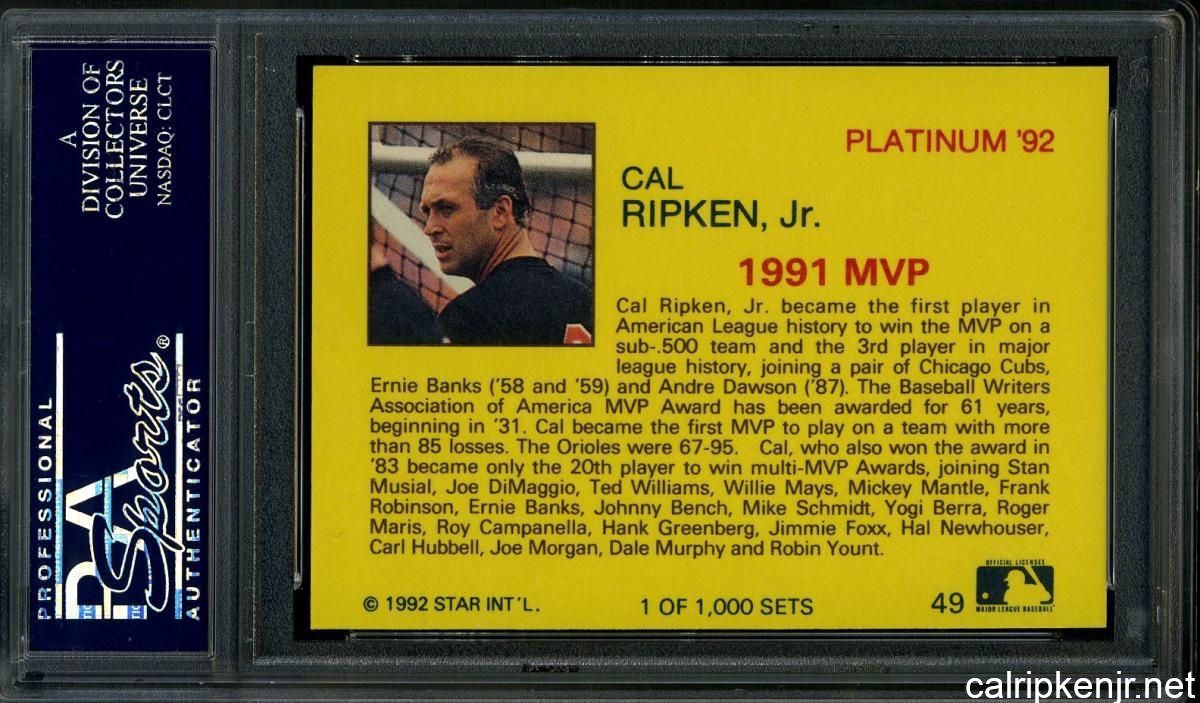 A
DIVISION OF
COLLECTORS
UNIVERSE
NASDAQ: CLCT
PROFESSIONAL
PSA
Sports®
AUTHENTICATOR
PLATINUM '92
CAL
RIPKEN, Jr.
1991 MVP
Cal Ripken, Jr. became the first player in
American League history to win the MVP on a
sub-.500 team and the 3rd player in major
league history, joining a pair of Chicago Cubs,
Ernie Banks ('58 and '59) and Andre Dawson ('87). The Baseball Writers
Association of America MVP Award has been awarded for 61 years,
beginning in '31. Cal became the first MVP to play on a team with more
than 85 losses. The Orioles were 67-95. Cal, who also won the award in
'83 became only the 20th player to win multi-MVP Awards, joining Stan
Musial, Joe DiMaggio, Ted Williams, Willie Mays, Mickey Mantle, Frank
Robinson, Ernie Banks, Johnny Bench, Mike Schmidt, Yogi Berra, Roger
Maris, Roy Campanella, Hank Greenberg, Jimmie Foxx, Hal Newhouser,
Carl Hubbell, Joe Morgan, Dale Murphy and Robin Yount.
© 1992 STAR INT'L.
1 OF 1,000 SETS
49
OFFICIAL LICENSEE
MAJOR LEAGUE BASEBALL
calripkenjr.net